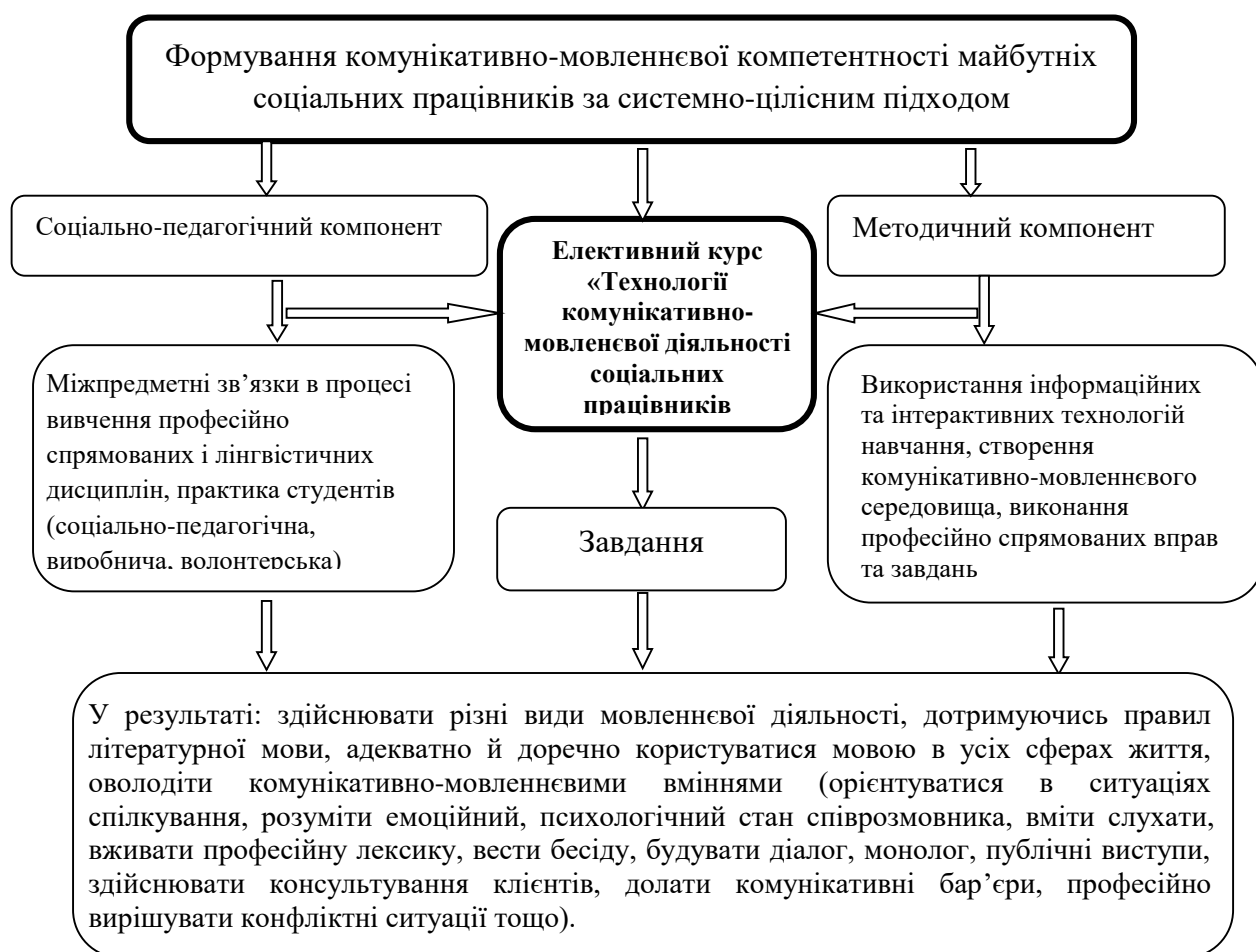 Формування комунікативно-мовленнєвої компетентності майбутніх
соціальних працівників за системно-цілісним підходом
Соціально-педагогічний компонент
Елективний курс
«Технології
комунікативно-
мовленєвої діяльності
соціальних
працівників
Методичний компонент
Міжпредметні зв’язки в процесі
вивчення професійно
спрямованих і лінгвістичних
дисциплін, практика студентів
(соціально-педагогічна,
виробнича, волонтерська)
Завдання
Використання інформаційних
та інтерактивних технологій
навчання, створення
комунікативно-мовленнєвого
середовища, виконання
професійно спрямованих вправ
та завдань
У результаті: здійснювати різні види мовленнєвої діяльності, дотримуючись правил
літературної мови, адекватно й доречно користуватися мовою в усіх сферах життя,
оволодіти комунікативно-мовленнєвими вміннями (орієнтуватися в ситуаціях
спілкування, розуміти емоційний, психологічний стан співрозмовника, вміти слухати,
вживати професійну лексику, вести бесіду, будувати діалог, монолог, публічні виступи,
здійснювати консультування клієнтів, долати комунікативні бар’єри, професійно
вирішувати конфліктні ситуації тощо).